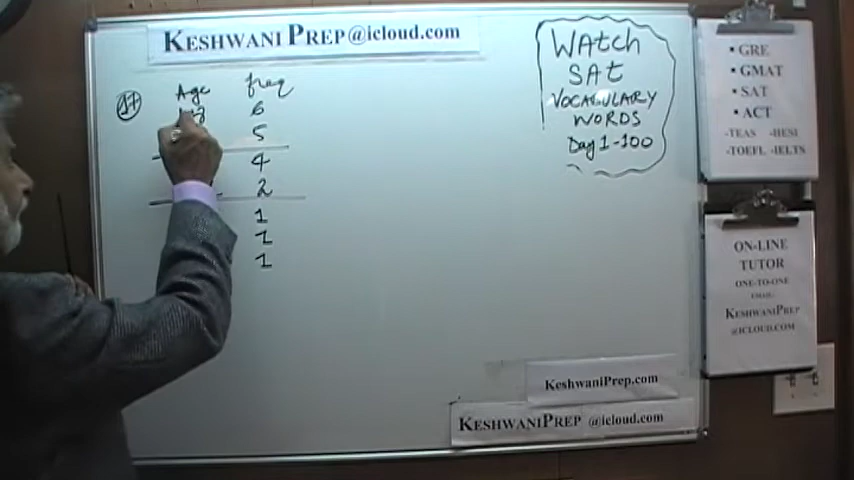 KESHWANI PREP@icloud.com
Age freq
6
5
4
2
1
1
1
WAtch
SAt
VOCABULARY
WORDS
Day 1-100
▪ GRE
▪ GMAT
▪ SAT
▪ ACT
-TEAS -HESI
-TOEFL -IELTS
ON-LINE
TUTOR
ONE-TO-ONE
EMAIL:
KESHWANIPREP
@ICLOUD.COM
KESHWANIPREP.COM
KESHWANIPREP @icloud.com